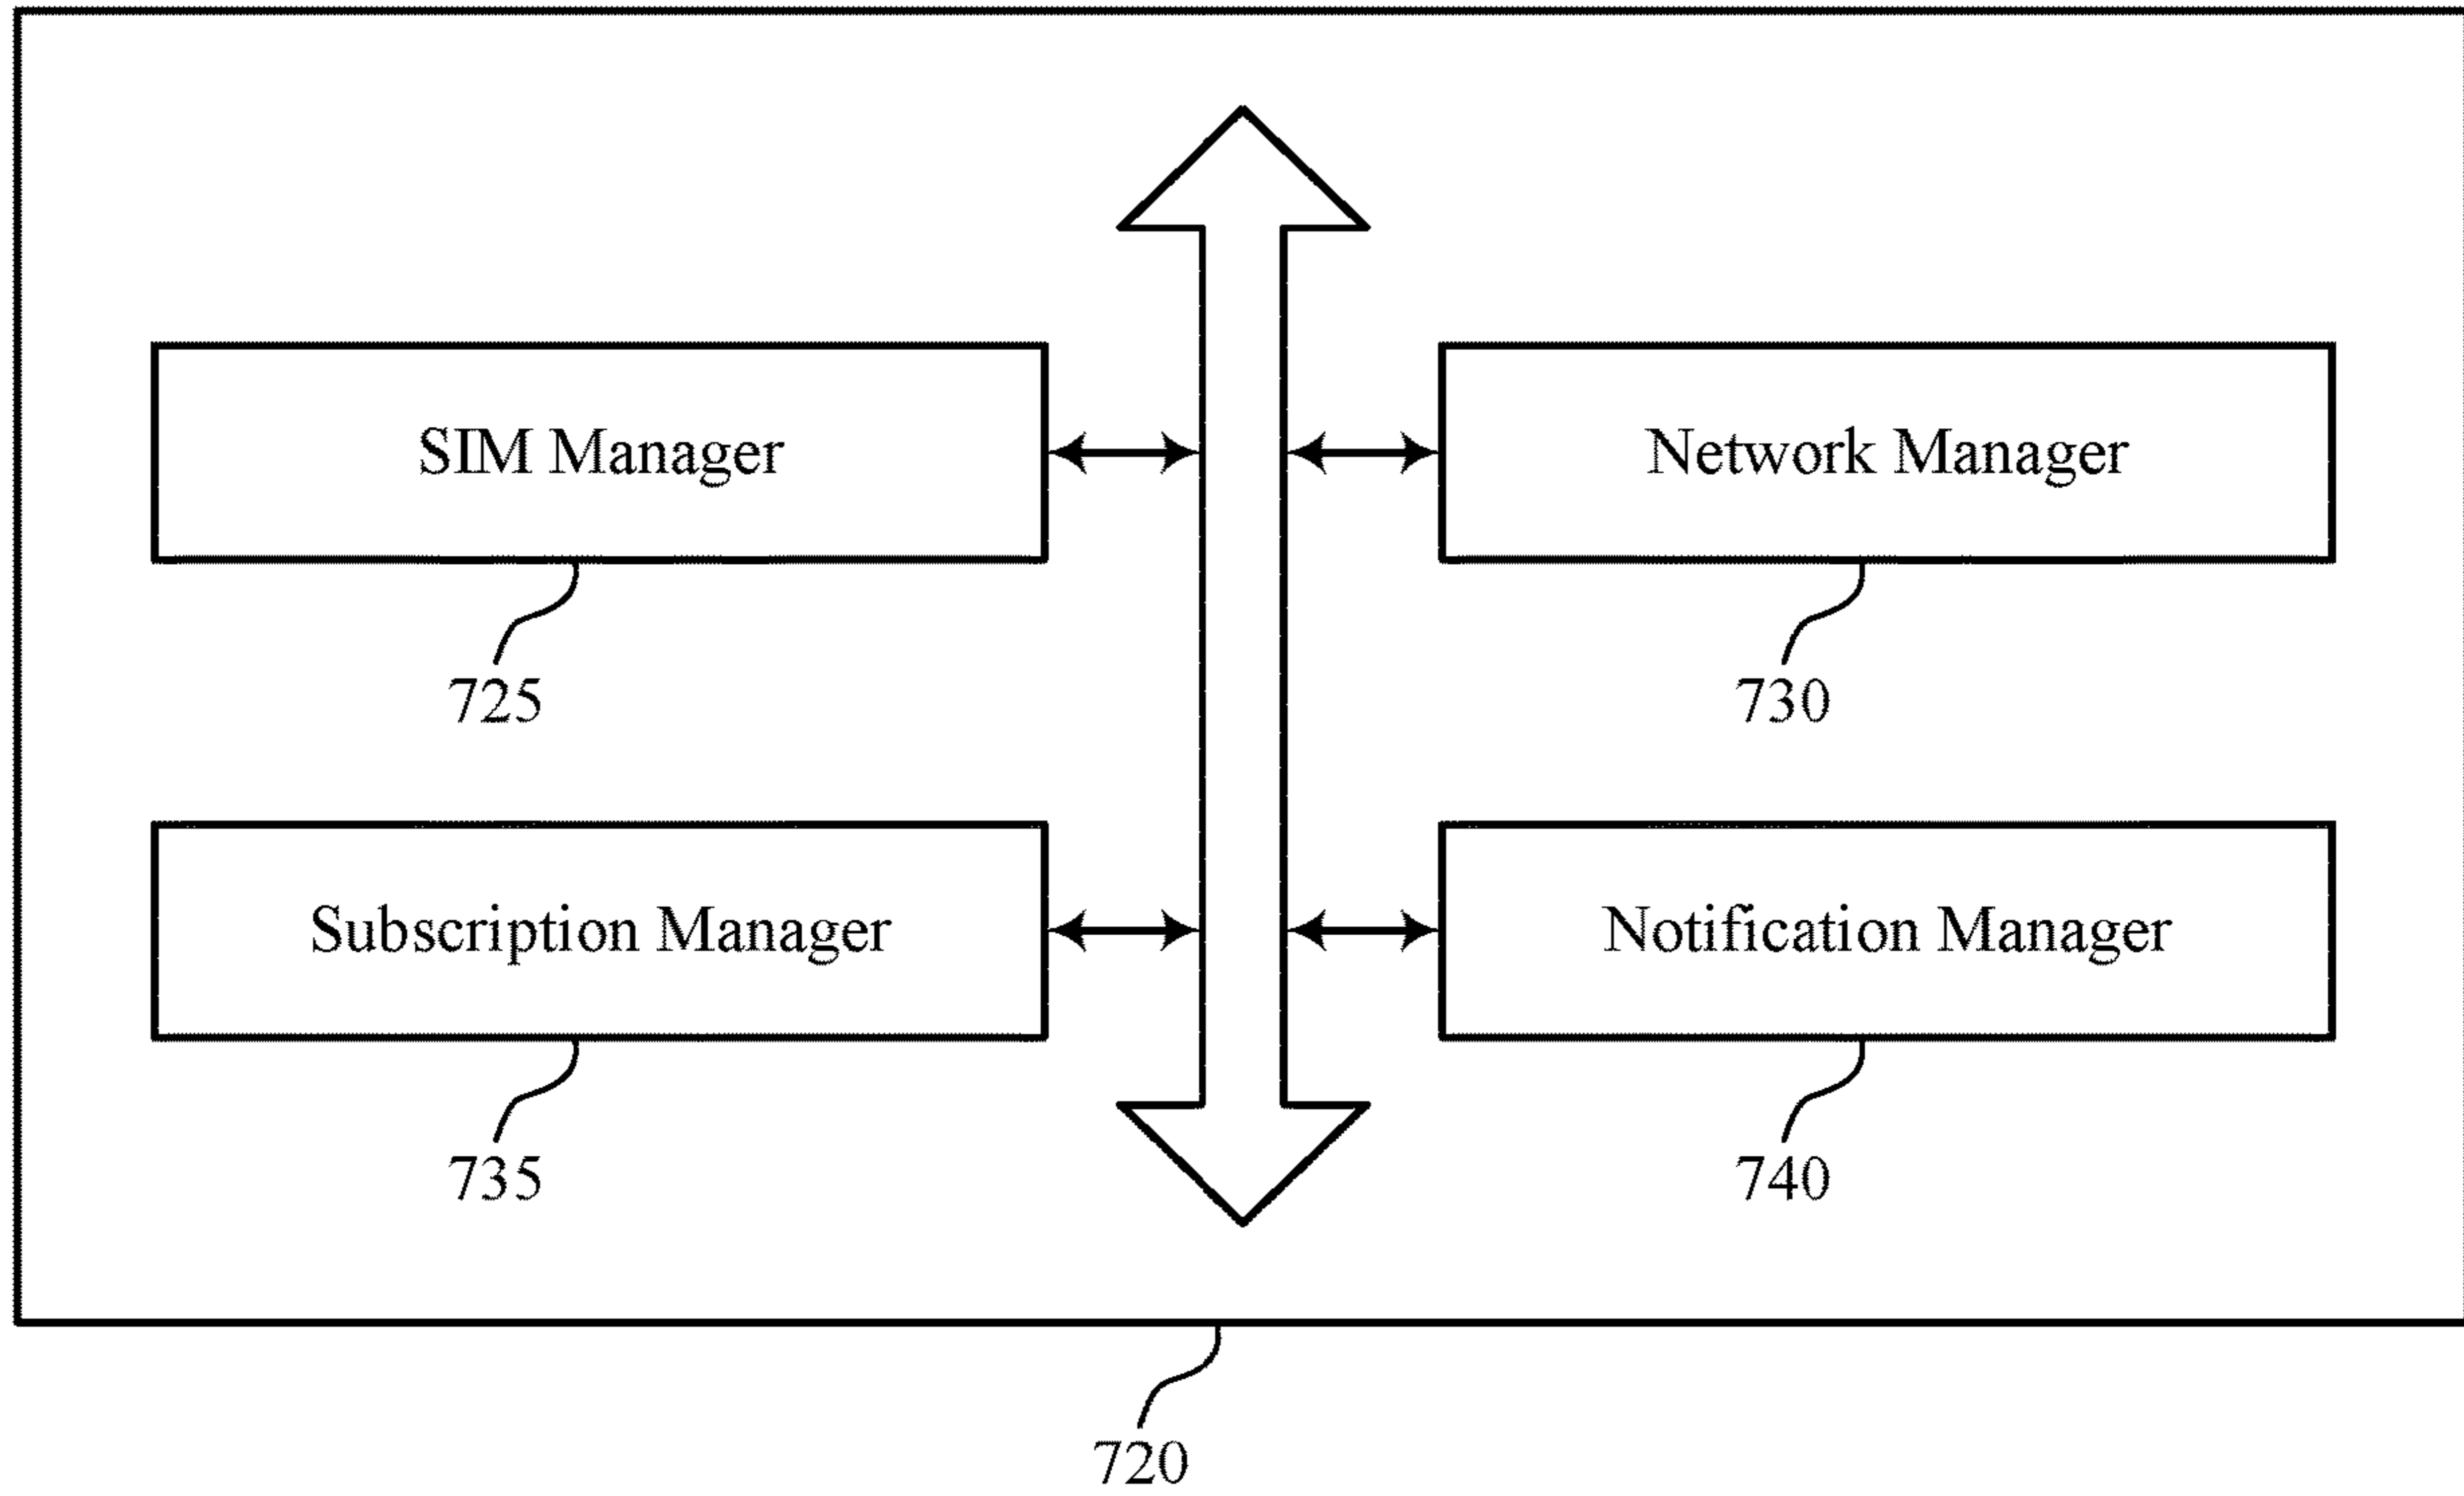 SIM Manager
Network Manager
725
730
Subscription Manager
Notification Manager
735
740
720